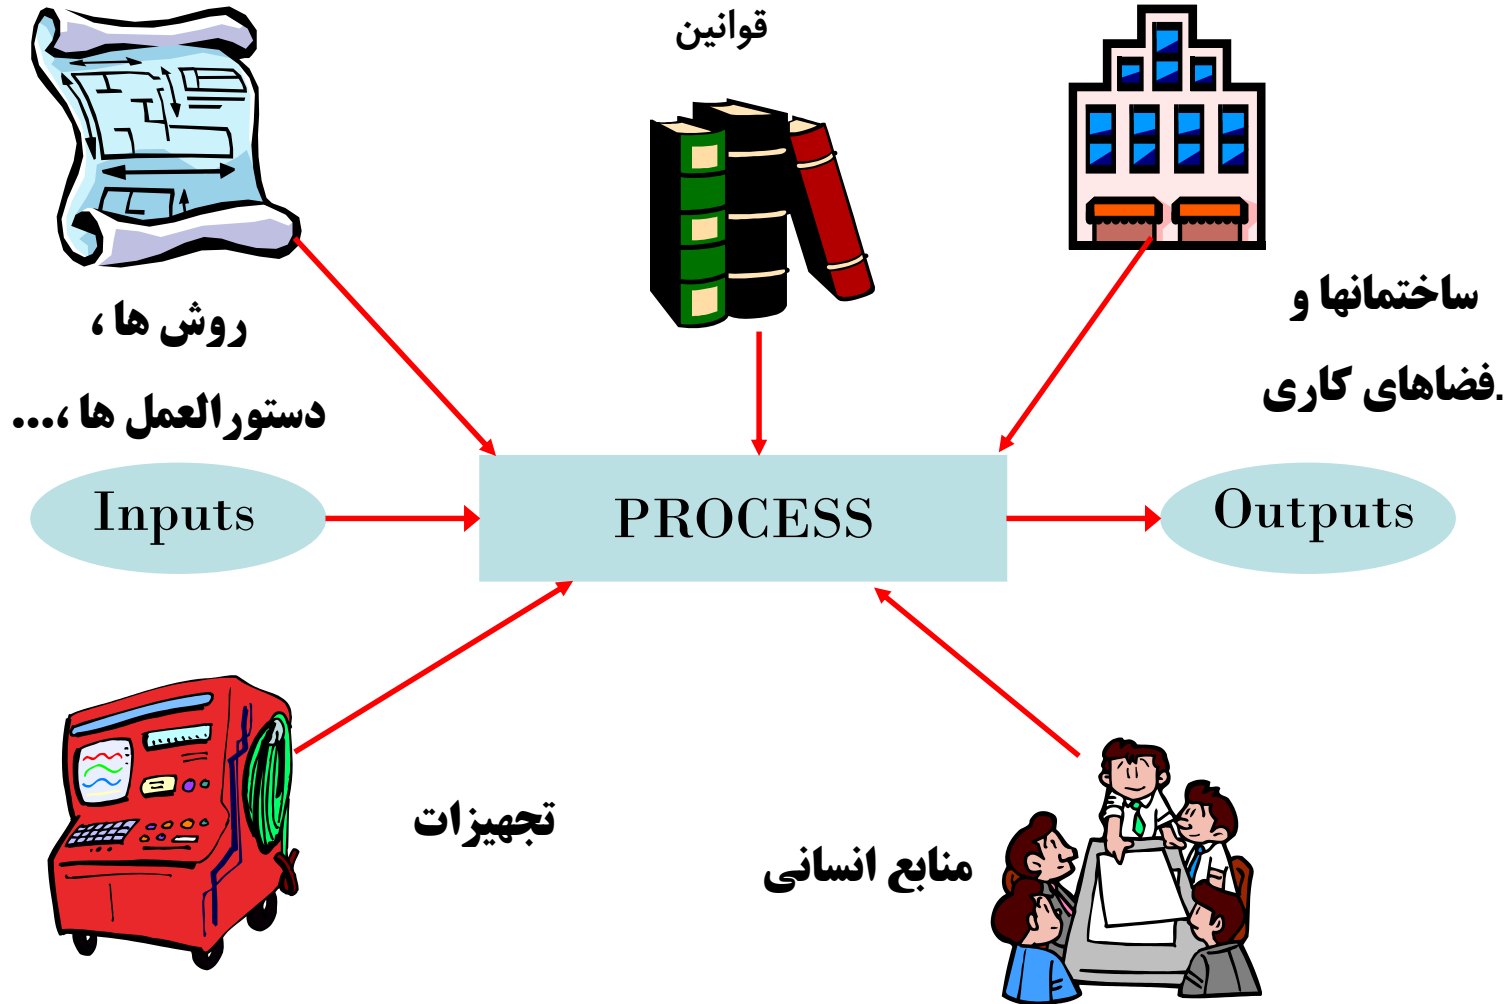 قوانین
ساختمانها و
فضاهای کاری.
روش ها ،
دستورالعمل ها ،...
Inputs
PROCESS
Outputs
تجهیزات
منابع انسانی